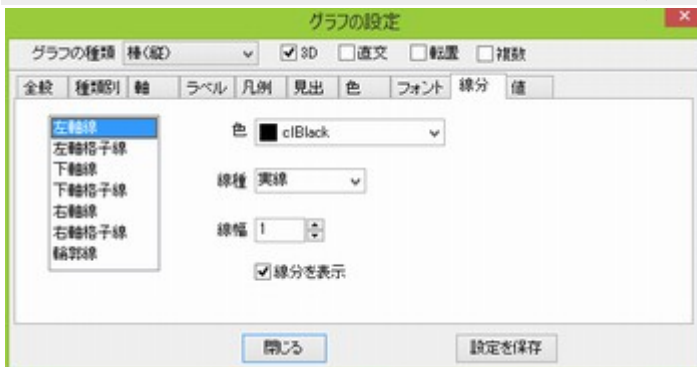 グラフの設定
グラフの種類 棒(縦) 3D 直交 転置 複数
全般 種類別 軸 ラベル 凡例 見出 色 フォント 線分 値
左軸線
左軸格子線
下軸線
下軸格子線
右軸線
右軸格子線
輪郭線
色 clBlack
線種 実線
線幅 1
線分を表示
閉じる 設定を保存